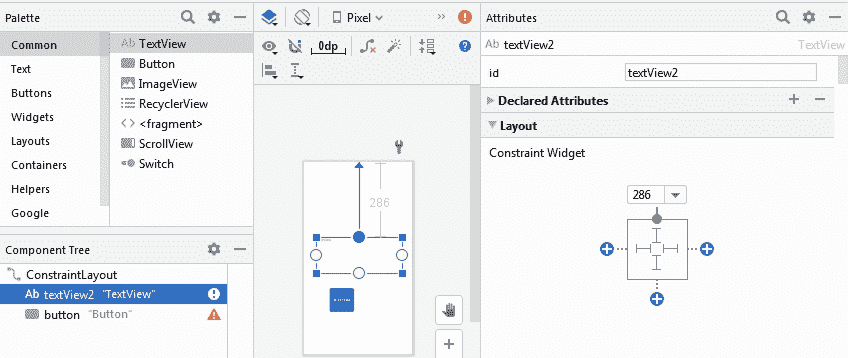 Palette
Common
Text
Buttons
Widgets
Layouts
Containers
Helpers
Google
Ab TextView
Button
ImageView
RecyclerView
<> <fragment>
ScrollView
Switch
Component Tree
ConstraintLayout
Ab textView2 "TextView"
button "Button"
Pixel
»
0dp
286
Attributes
Ab textView2 TextView
id textView2
Declared Attributes
Layout
Constraint Widget
286